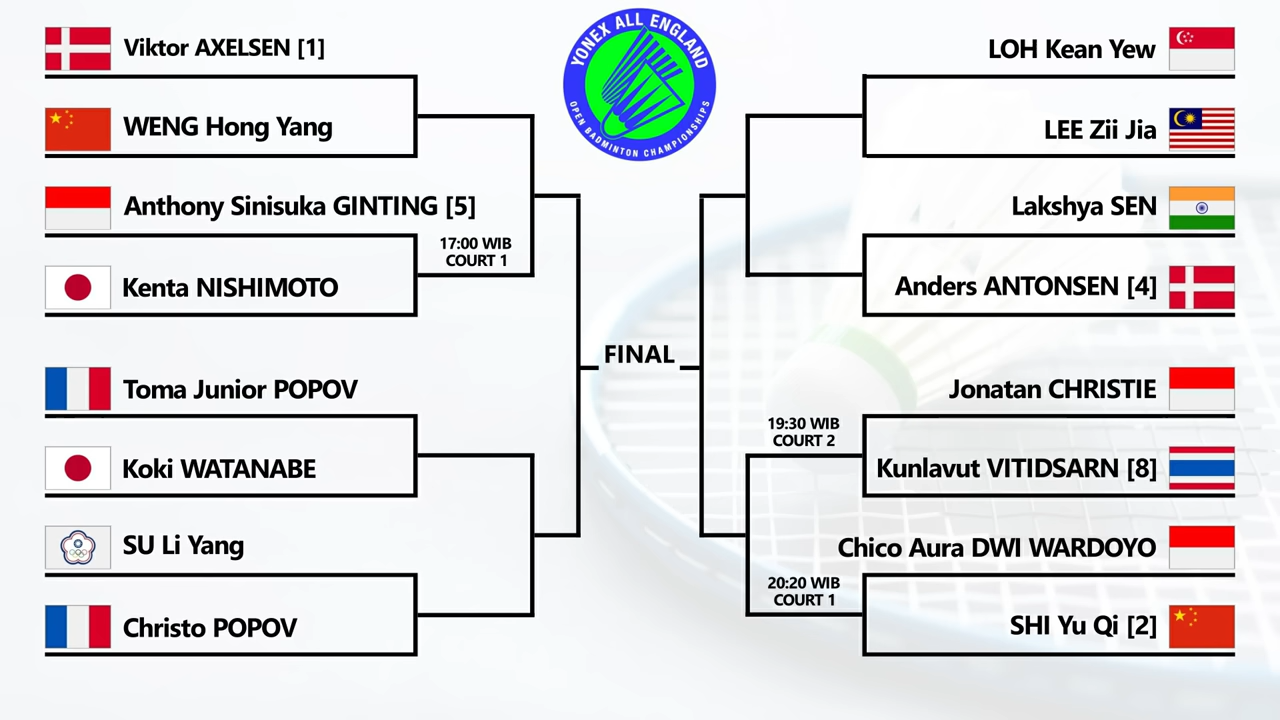 Viktor AXELSEN [1]
WENG Hong Yang
Anthony Sinisuka GINTING [5]
17:00 WIB
COURT 1
Kenta NISHIMOTO
Toma Junior POPOV
Koki WATANABE
SU Li Yang
Christo POPOV
YONEX ALL ENGLAND
OPEN BADMINTON CHAMPIONSHIPS
FINAL
LOH Kean Yew
LEE Zii Jia
Lakshya SEN
Anders ANTONSEN [4]
Jonatan CHRISTIE
19:30 WIB
COURT 2
Kunlavut VITIDSARN [8]
Chico Aura DWI WARDOYO
20:20 WIB
COURT 1
SHI Yu Qi [2]